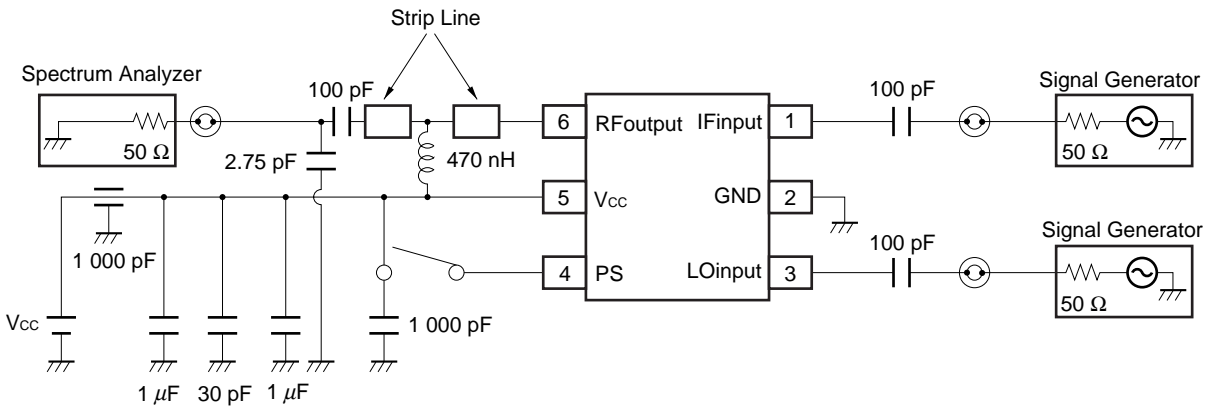 Strip Line
Spectrum Analyzer
100 pF
Signal Generator
100 pF
6 RFoutput IFinput 1
50 Ω
2.75 pF
470 nH
50 Ω
5 Vcc GND 2
Signal Generator
100 pF
1 000 pF
4 PS LOinput 3
50 Ω
Vcc
1 000 pF
1 μF 30 pF 1 μF